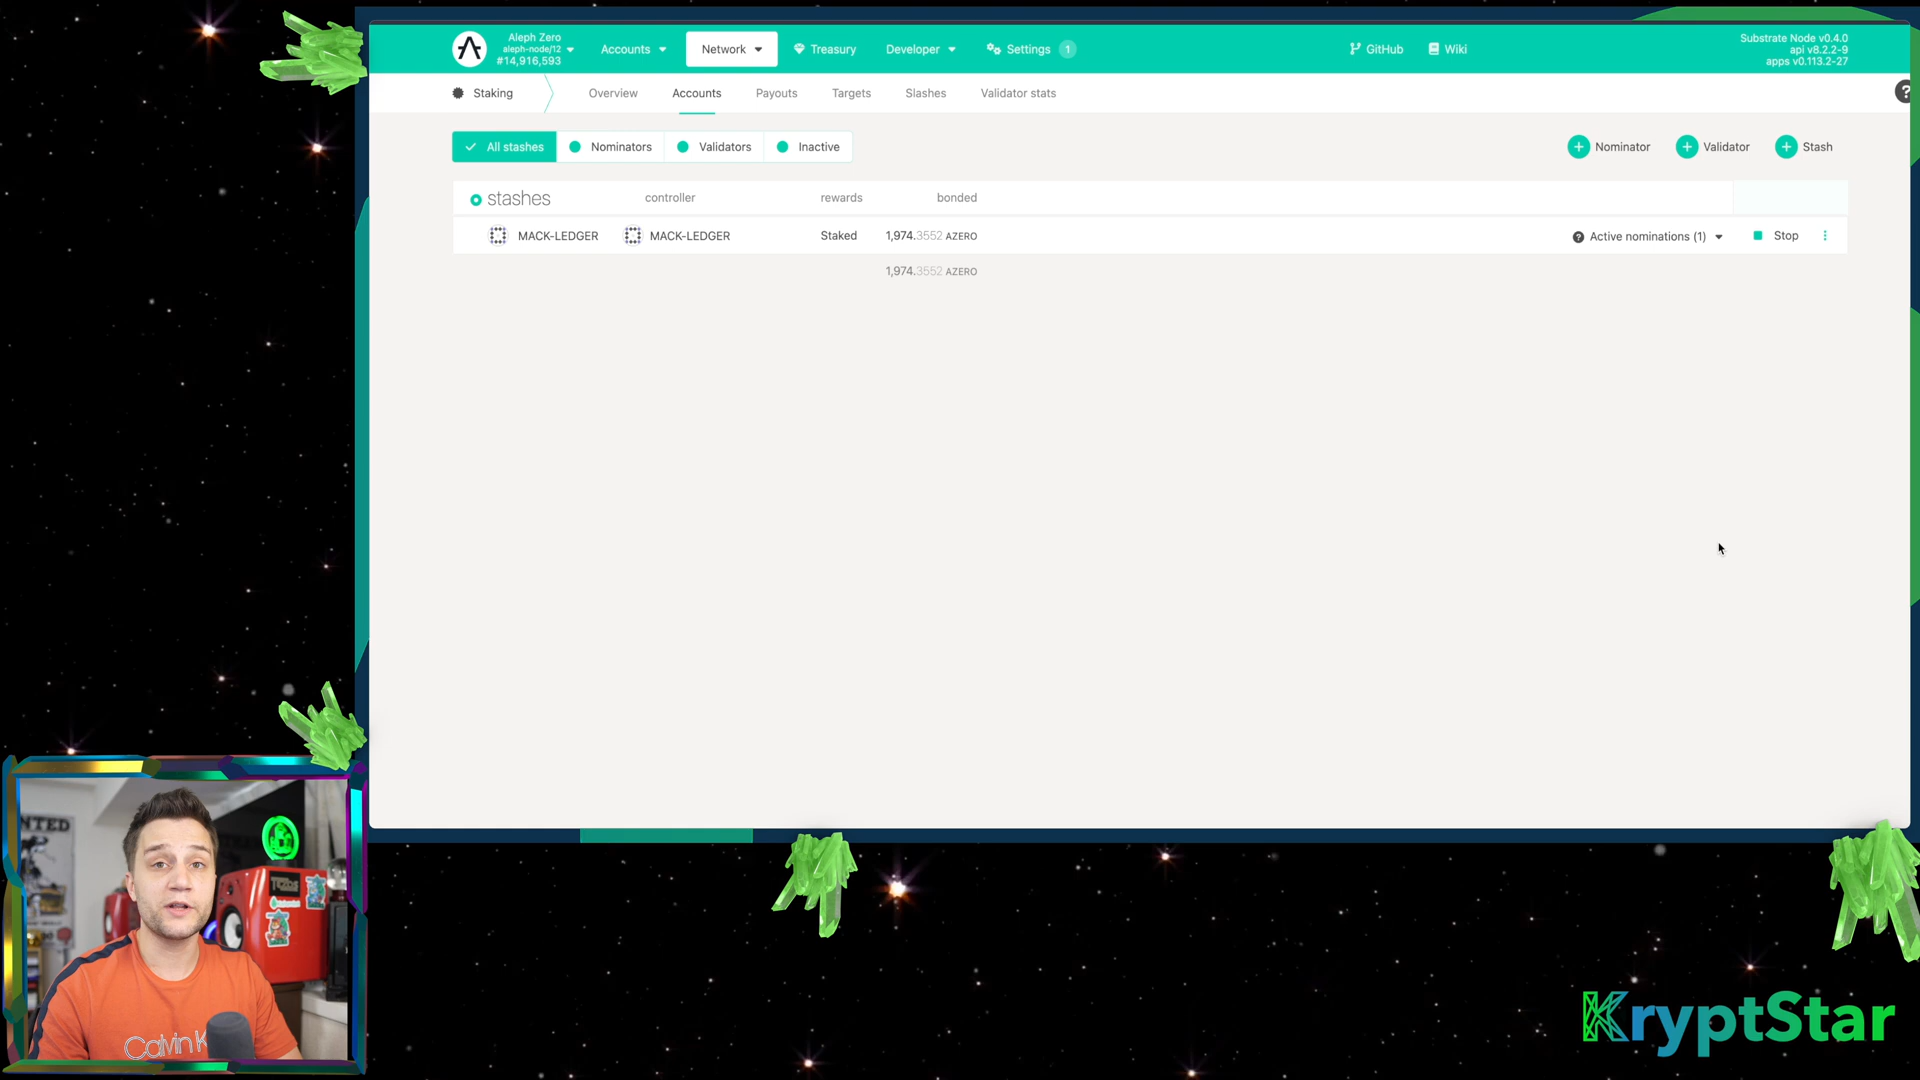 Aleph Zero
aleph-node/12
#14,916,593
Accounts
Network
Treasury
Developer
Settings
1
GitHub
Wiki
Substrate Node v0.4.0
api v8.2.2-9
apps v0.113.2-27
Staking
Overview
Accounts
Payouts
Targets
Slashes
Validator stats
?
All stashes
Nominators
Validators
Inactive
Nominator
Validator
Stash
stashes
controller
rewards
bonded
MACK-LEDGER
MACK-LEDGER
Staked
1,974.3552 AZERO
Active nominations (1)
Stop
1,974.3552 AZERO
NTED
Calvin K
KryptStar